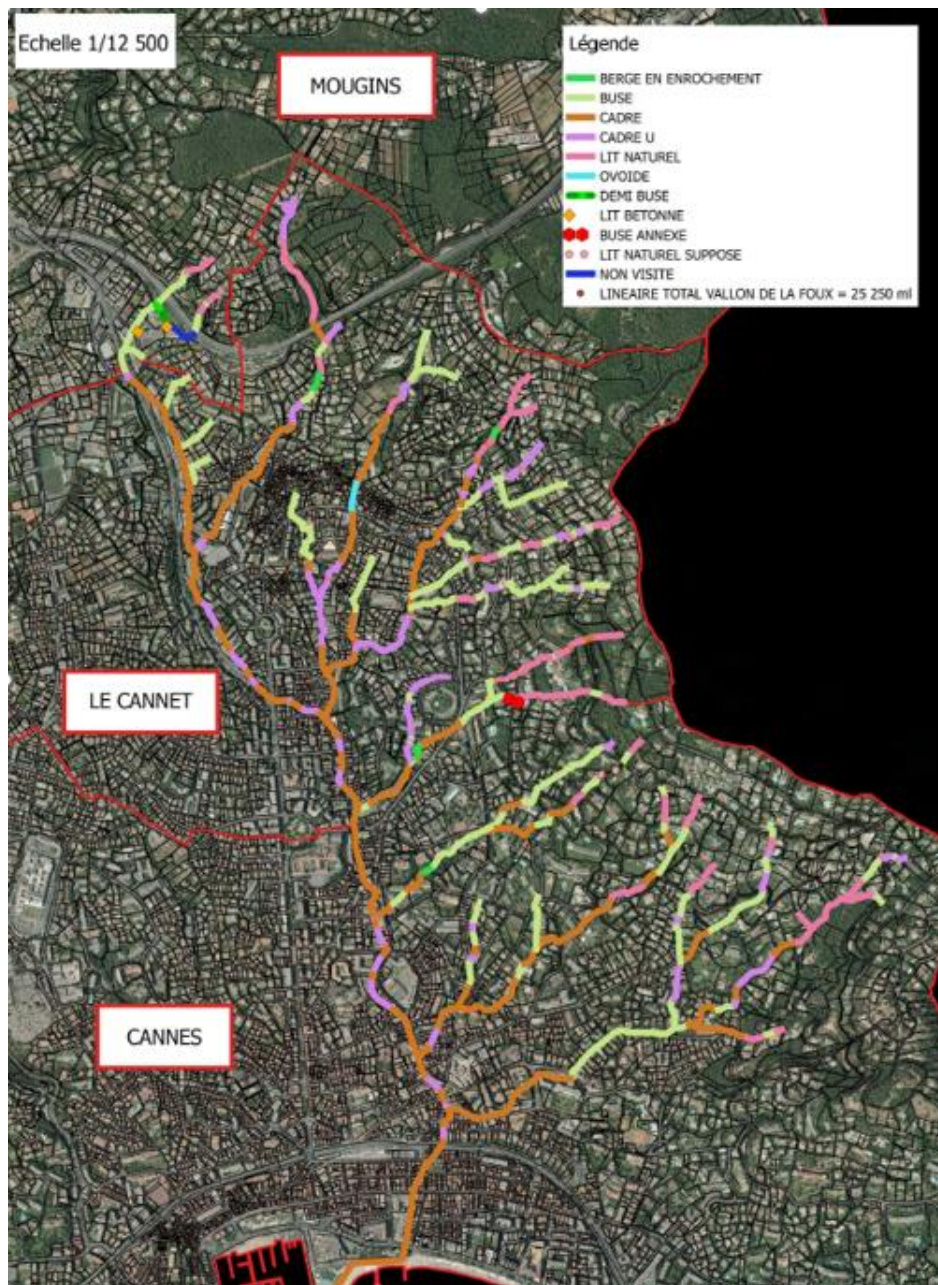 Echelle 1/12 500
MOUGINS
Légende
BERGE EN ENROCHEMENT
BUSE
CADRE
CADRE U
LIT NATUREL
OVOIDE
DEMI BUSE
LIT BETONNE
BUSE ANNEXE
LIT NATUREL SUPPOSE
NON VISITE
LINEAIRE TOTAL VALLON DE LA FOUX = 25 250 ml
LE CANNET
CANNES